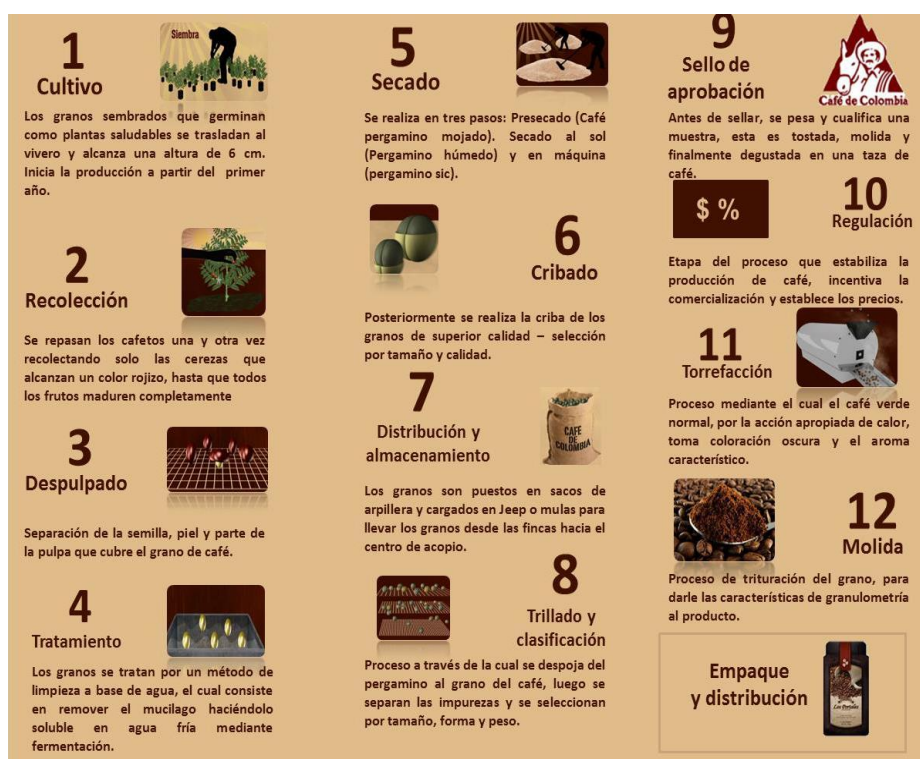 1
Cultivo
Siembra
Los granos sembrados que germinan
como plantas saludables se trasladan al
vivero y alcanza una altura de 6 cm.
Inicia la producción a partir del primer
año.
2
Recolección
Se repasan los cafetos una y otra vez
recolectando solo las cerezas que
alcanzan un color rojizo, hasta que todos
los frutos maduren completamente
3
Despulpado
Separación de la semilla, piel y parte de
la pulpa que cubre el grano de café.
4
Tratamiento
Los granos se tratan por un método de
limpieza a base de agua, el cual consiste
en remover el mucilago haciéndolo
soluble en agua fría mediante
fermentación.
5
Secado
Se realiza en tres pasos: Presecado (Café
pergamino mojado). Secado al sol
(Pergamino húmedo) y en máquina
(pergamino sic).
6
Cribado
Posteriormente se realiza la criba de los
granos de superior calidad – selección
por tamaño y calidad.
7
Distribución y
almacenamiento
CAFE
DE
COLOMBIA
Los granos son puestos en sacos de
arpillera y cargados en Jeep o mulas para
llevar los granos desde las fincas hacia el
centro de acopio.
8
Trillado y
clasificación
Proceso a través de la cual se despoja del
pergamino al grano del café, luego se
separan las impurezas y se seleccionan
por tamaño, forma y peso.
9
Sello de
aprobación
Café de Colombia
Antes de sellar, se pesa y cualifica una
muestra, esta es tostada, molida y
finalmente degustada en una taza de
café.
$ %
10
Regulación
Etapa del proceso que estabiliza la
producción de café, incentiva la
comercialización y establece los precios.
11
Torrefacción
Proceso mediante el cual el café verde
normal, por la acción apropiada de calor,
toma coloración oscura y el aroma
característico.
12
Molida
Proceso de trituración del grano, para
darle las características de granulometría
al producto.
Empaque
y distribución
Los Portales